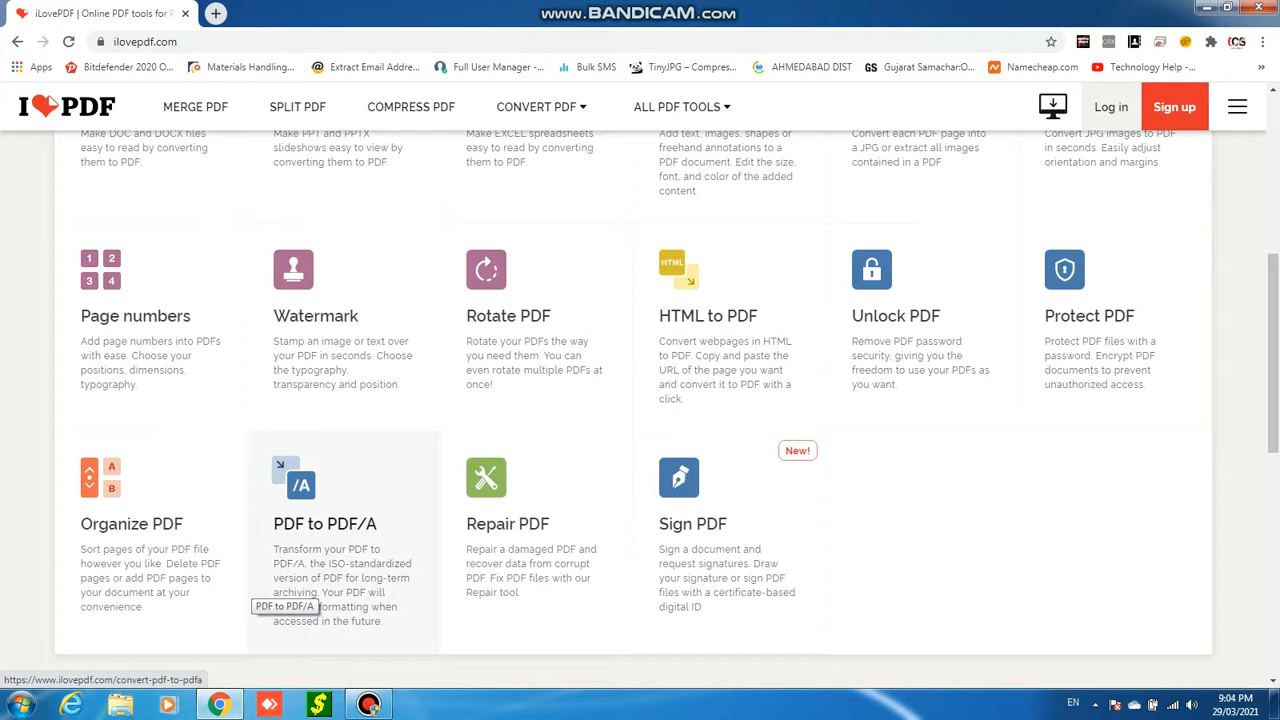 www.BANDICAM.com
iLovePDF | Online PDF tools for P
ilovepdf.com
Apps
Bitdefender 2020 O...
Materials Handling...
Extract Email Addre...
Full User Manager -...
Bulk SMS
TinyJPG – Compres...
AHMEDABAD DIST
GS Gujarat Samachar:O...
Namecheap.com
Technology Help -...
»
I PDF
MERGE PDF
SPLIT PDF
COMPRESS PDF
CONVERT PDF
ALL PDF TOOLS
Log in
Sign up
Make DOC and DOCX files
easy to read by converting
them to PDF.
Make PPT and PPTX
slideshows easy to view by
converting them to PDF.
Make EXCEL spreadsheets
easy to read by converting
them to PDF.
Add text, images, shapes or
freehand annotations to a
PDF document. Edit the size,
font, and color of the added
content.
Convert each PDF page into
a JPG or extract all images
contained in a PDF.
Convert JPG images to PDF
in seconds. Easily adjust
orientation and margins.
1 2
3 4
Page numbers
Add page numbers into PDFs
with ease. Choose your
positions, dimensions,
typography.
Watermark
Stamp an image or text over
your PDF in seconds. Choose
the typography,
transparency and position.
Rotate PDF
Rotate your PDFs the way
you need them. You can
even rotate multiple PDFs at
once!
HTML
HTML to PDF
Convert webpages in HTML
to PDF. Copy and paste the
URL of the page you want
and convert it to PDF with a
click.
Unlock PDF
Remove PDF password
security, giving you the
freedom to use your PDFs as
you want.
Protect PDF
Protect PDF files with a
password. Encrypt PDF
documents to prevent
unauthorized access.
A
B
Organize PDF
Sort pages of your PDF file
however you like. Delete PDF
pages or add PDF pages to
your document at your
convenience.
/A
PDF to PDF/A
Transform your PDF to
PDF/A, the ISO-standardized
version of PDF for long-term
archiving. Your PDF will
formatting when
accessed in the future.
PDF to PDF/A
Repair PDF
Repair a damaged PDF and
recover data from corrupt
PDF. Fix PDF files with our
Repair tool.
New!
Sign PDF
Sign a document and
request signatures. Draw
your signature or sign PDF
files with a certificate-based
digital ID.
https://www.ilovepdf.com/convert-pdf-to-pdfa
EN
9:04 PM
29/03/2021